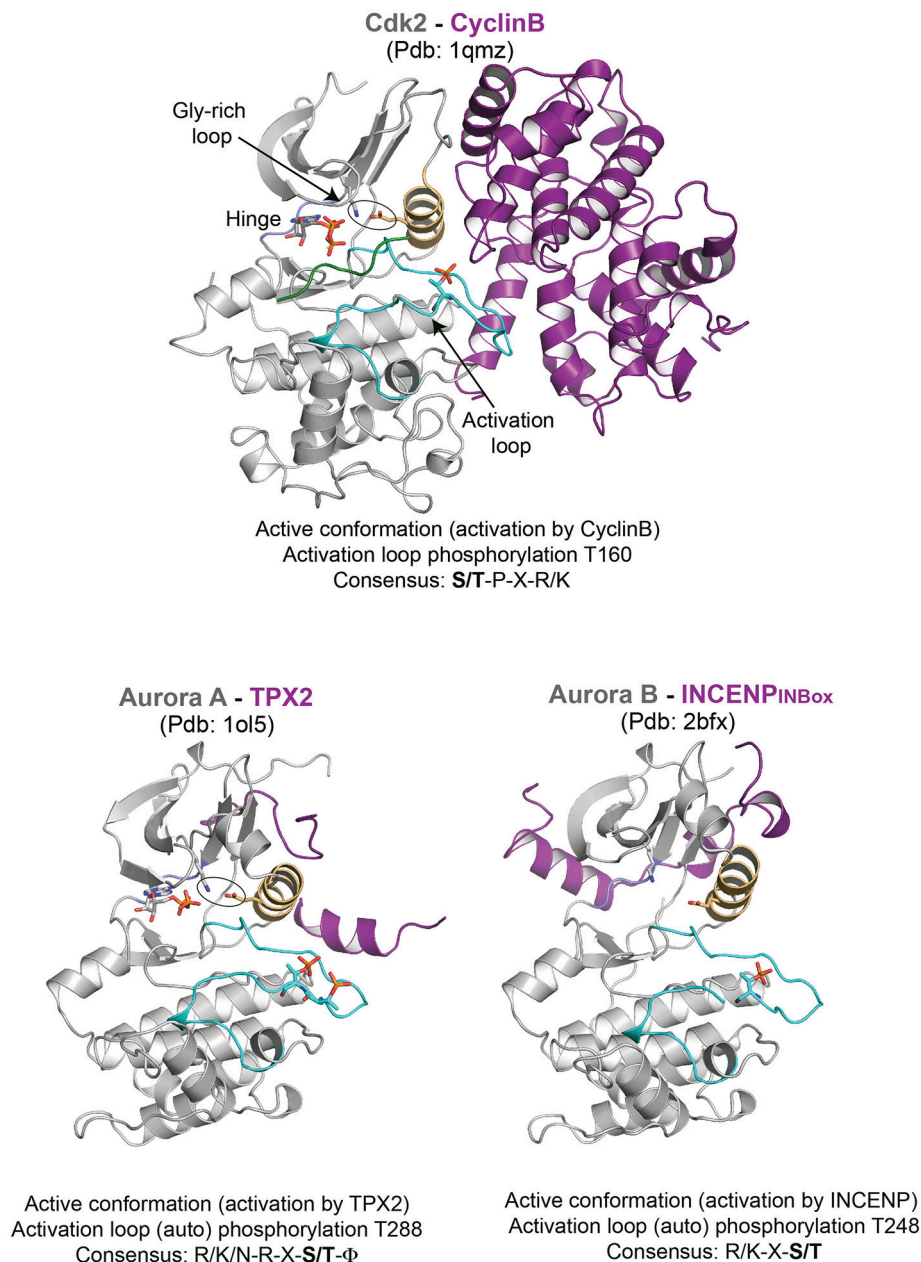 Cdk2 - CyclinB
(Pdb: 1qmz)
Gly-rich
loop
Hinge
Activation
loop
Active conformation (activation by CyclinB)
Activation loop phosphorylation T160
Consensus: S/T-P-X-R/K
Aurora A - TPX2
(Pdb: 1ol5)
Active conformation (activation by TPX2)
Activation loop (auto) phosphorylation T288
Consensus: R/K/N-R-X-S/T-Φ
Aurora B - INCENPINBox
(Pdb: 2bfx)
Active conformation (activation by INCENP)
Activation loop (auto) phosphorylation T248
Consensus: R/K-X-S/T